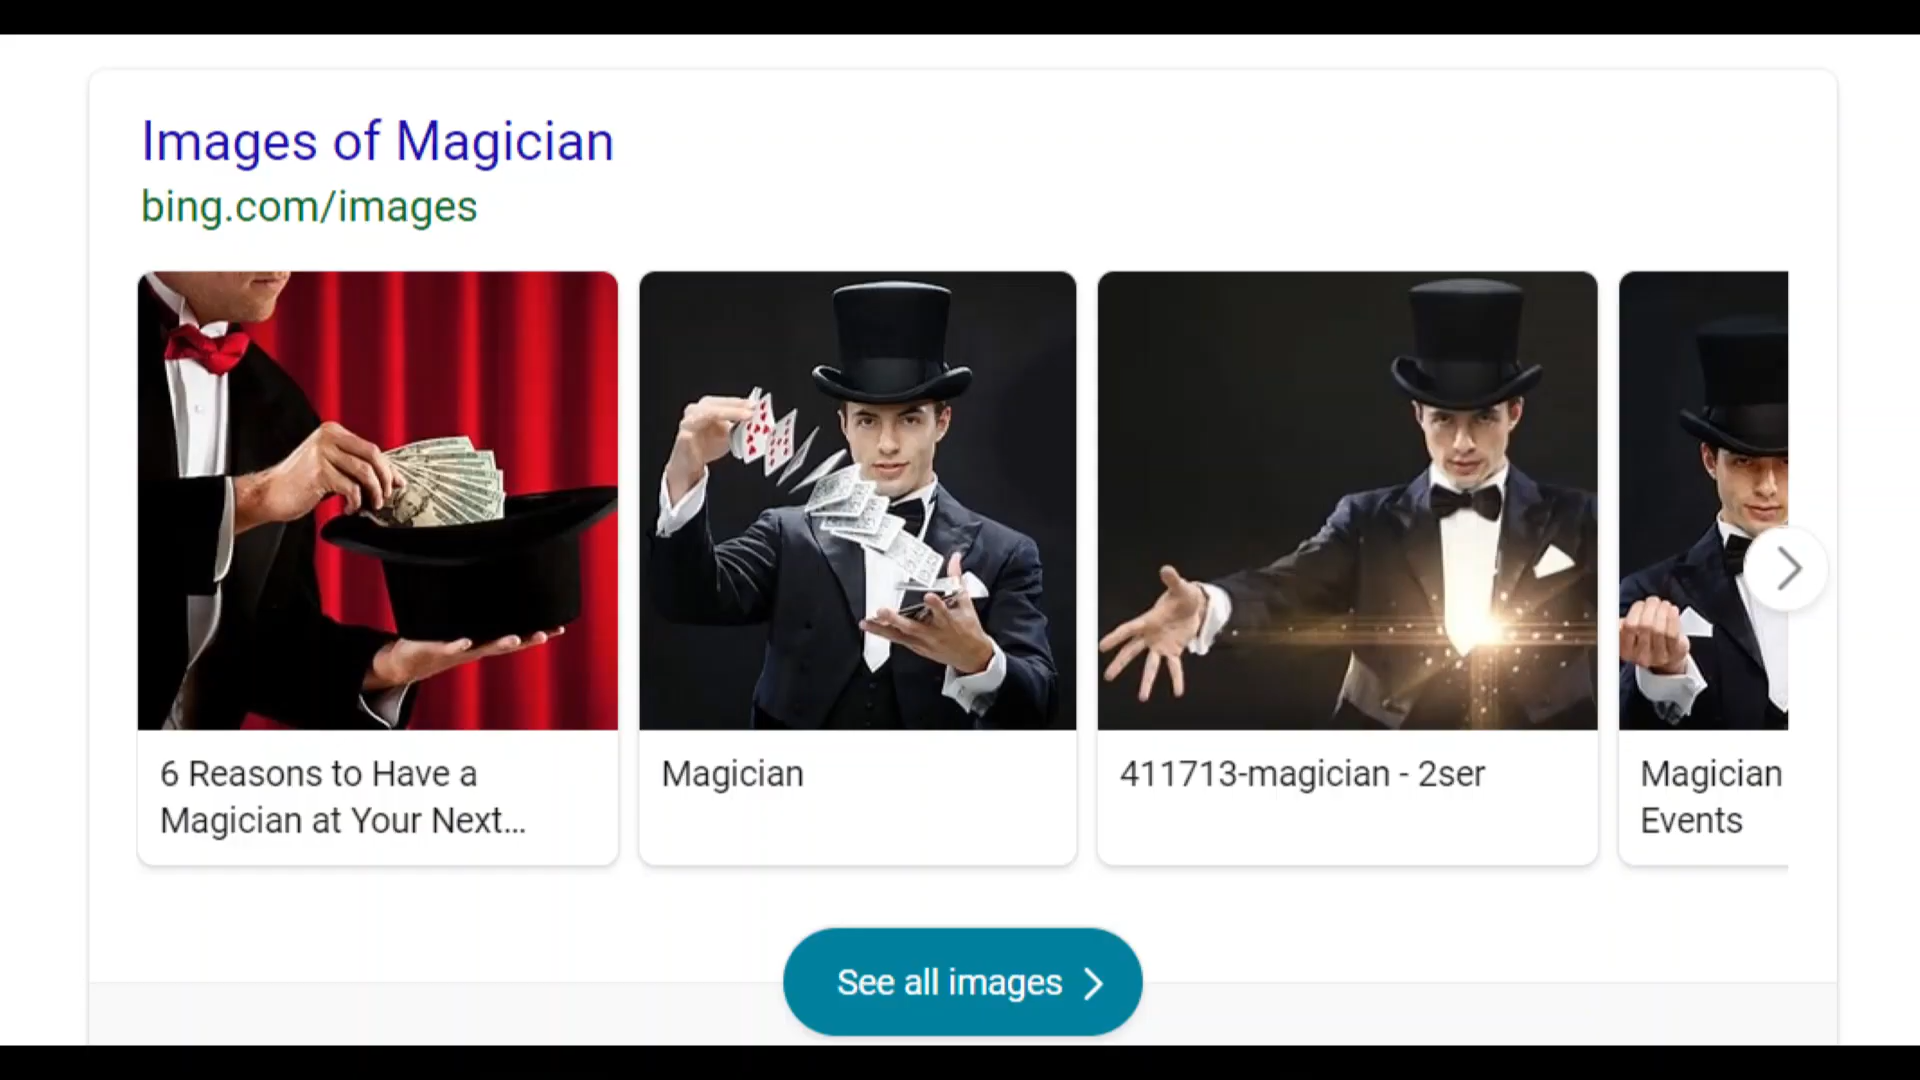 Images of Magician
bing.com/images
6 Reasons to Have a
Magician at Your Next...
Magician
411713-magician - 2ser
Magician
Events
See all images